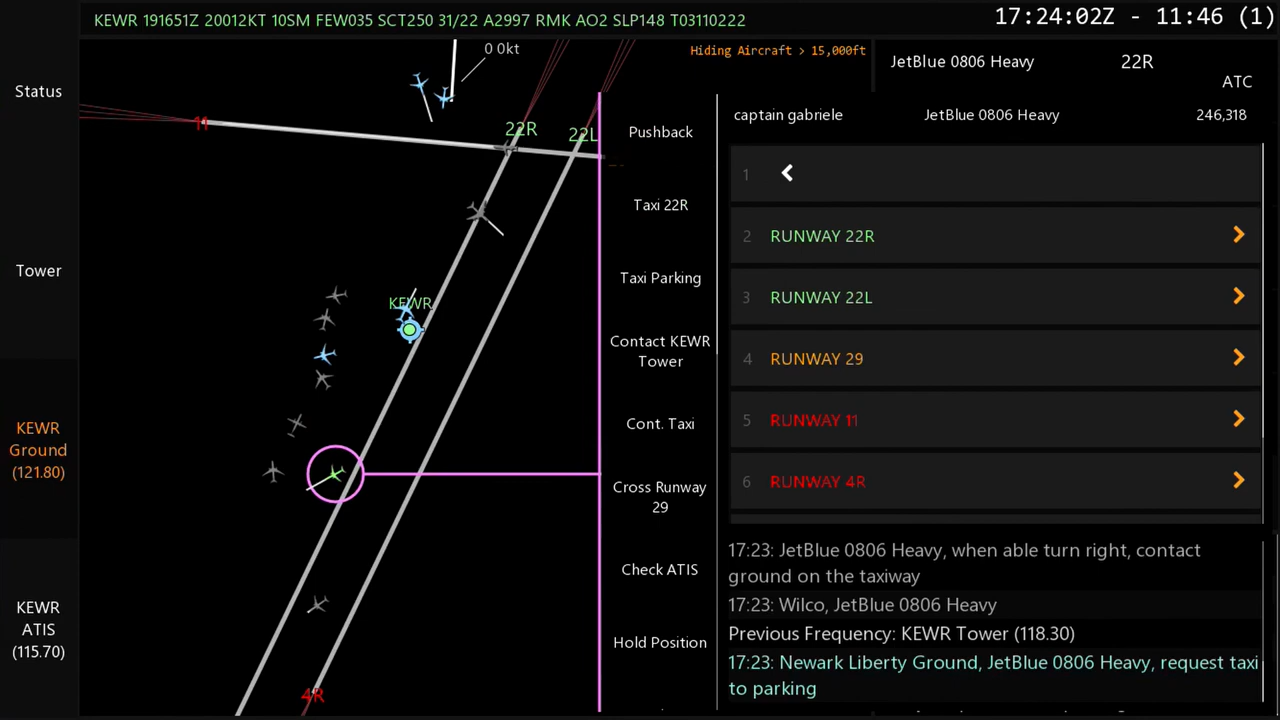 KEWR 191651Z 20012KT 10SM FEW035 SCT250 31/22 A2997 RMK AO2 SLP148 T03110222
17:24:02Z - 11:46 (1)
Status
Tower
KEWR
Ground
(121.80)
KEWR
ATIS
(115.70)
0 0kt
Hiding Aircraft > 15,000ft
11
22R
22L
KEWR
4R
Pushback
Taxi 22R
Taxi Parking
Contact KEWR
Tower
Cont. Taxi
Cross Runway
29
Check ATIS
Hold Position
JetBlue 0806 Heavy
22R
ATC
captain gabriele
JetBlue 0806 Heavy
246,318
1 <
2 RUNWAY 22R >
3 RUNWAY 22L >
4 RUNWAY 29 >
5 RUNWAY 11 >
6 RUNWAY 4R >
17:23: JetBlue 0806 Heavy, when able turn right, contact
ground on the taxiway
17:23: Wilco, JetBlue 0806 Heavy
Previous Frequency: KEWR Tower (118.30)
17:23: Newark Liberty Ground, JetBlue 0806 Heavy, request taxi
to parking